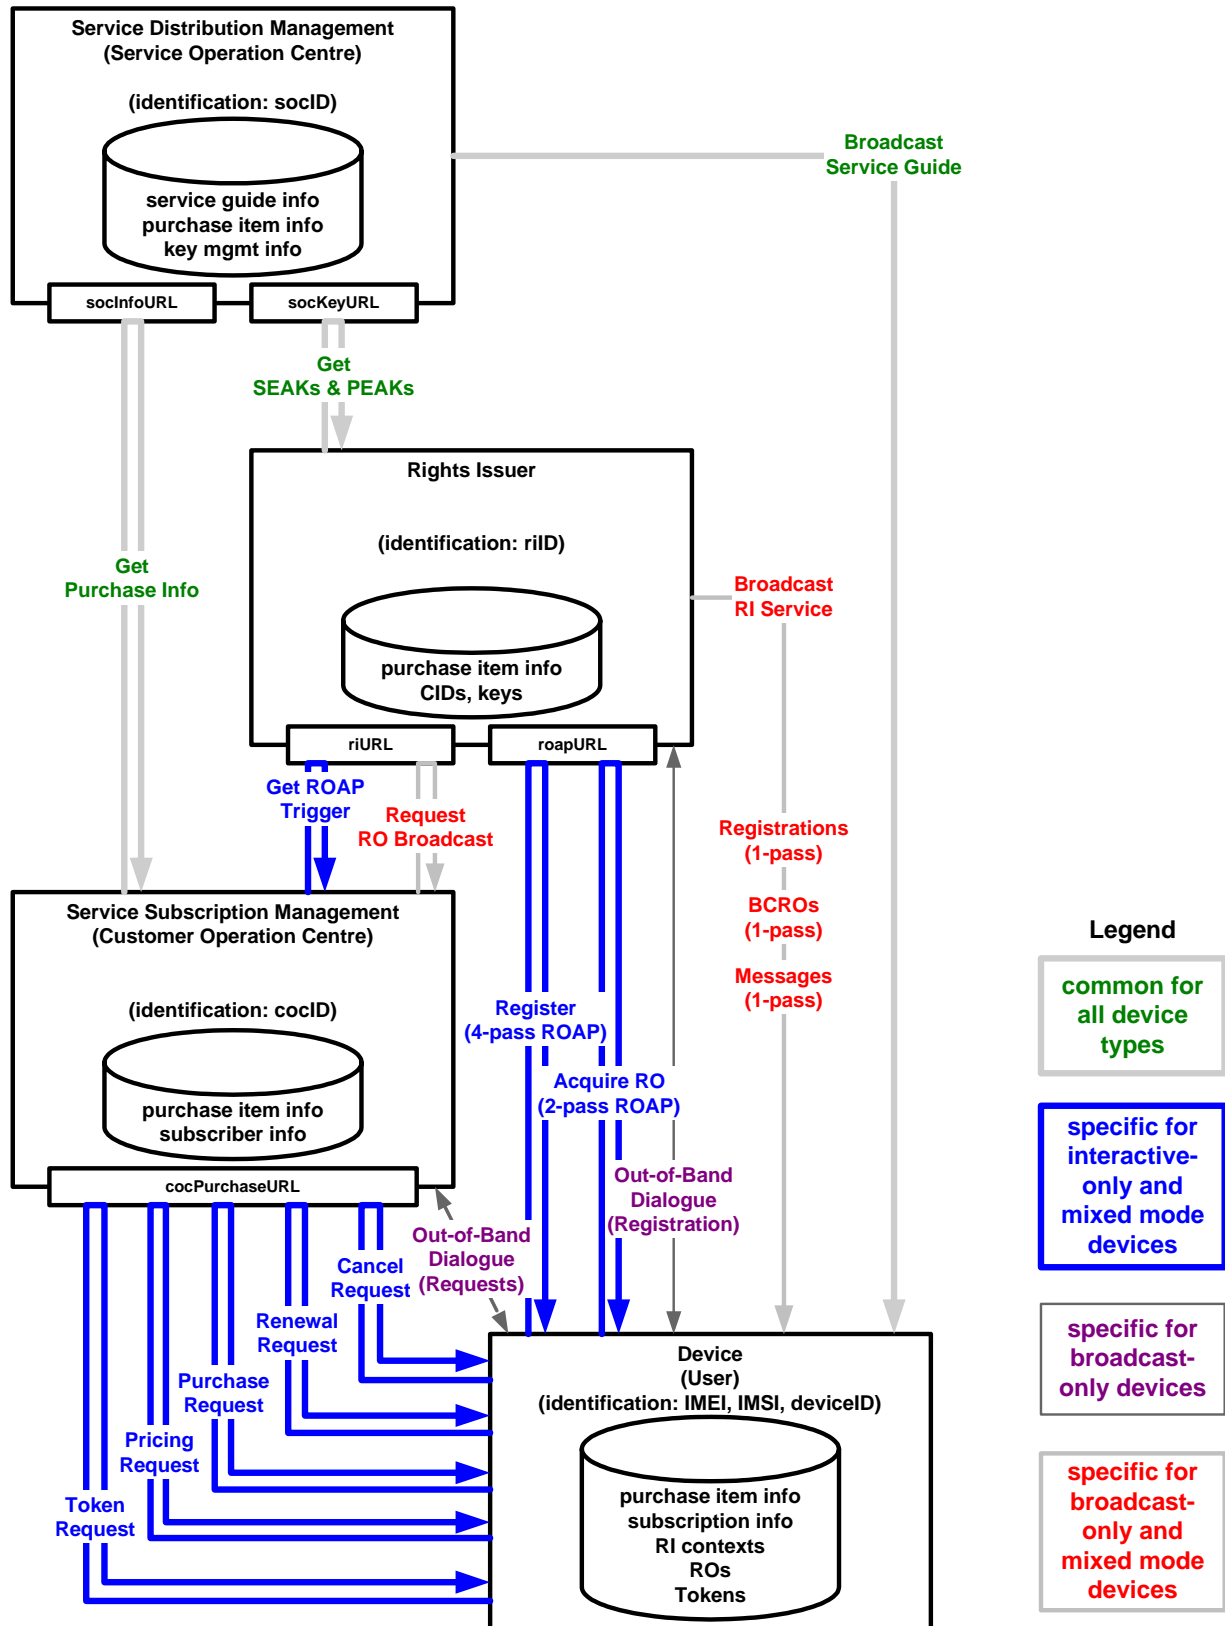 Service Distribution Management
(Service Operation Centre)
(identification: socID)
service guide info
purchase item info
key mgmt info
socInfoURL
socKeyURL
Broadcast
Service Guide
Get
SEAKs & PEAKs
Get
Purchase Info
Rights Issuer
(identification: riID)
purchase item info
CIDs, keys
riURL
roapURL
Broadcast
RI Service
Get ROAP
Trigger
Request
RO Broadcast
Registrations
(1-pass)
BCROs
(1-pass)
Messages
(1-pass)
Service Subscription Management
(Customer Operation Centre)
(identification: cocID)
purchase item info
subscriber info
cocPurchaseURL
Register
(4-pass ROAP)
Acquire RO
(2-pass ROAP)
Out-of-Band
Dialogue
(Registration)
Out-of-Band
Dialogue
(Requests)
Cancel
Request
Renewal
Request
Purchase
Request
Pricing
Request
Token
Request
Device
(User)
(identification: IMEI, IMSI, deviceID)
purchase item info
subscription info
RI contexts
ROs
Tokens
Legend
common for
all device
types
specific for
interactive-
only and
mixed mode
devices
specific for
broadcast-
only devices
specific for
broadcast-
only and
mixed mode
devices